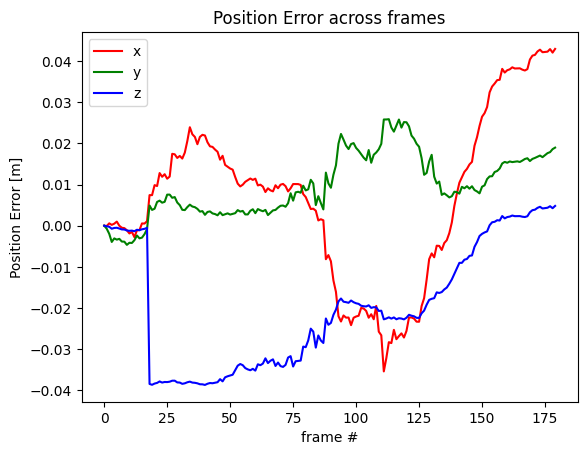 Position Error across frames
x
y
z
0.04
0.03
0.02
0.01
0.00
−0.01
−0.02
−0.03
−0.04
Position Error [m]
0 25 50 75 100 125 150 175
frame #